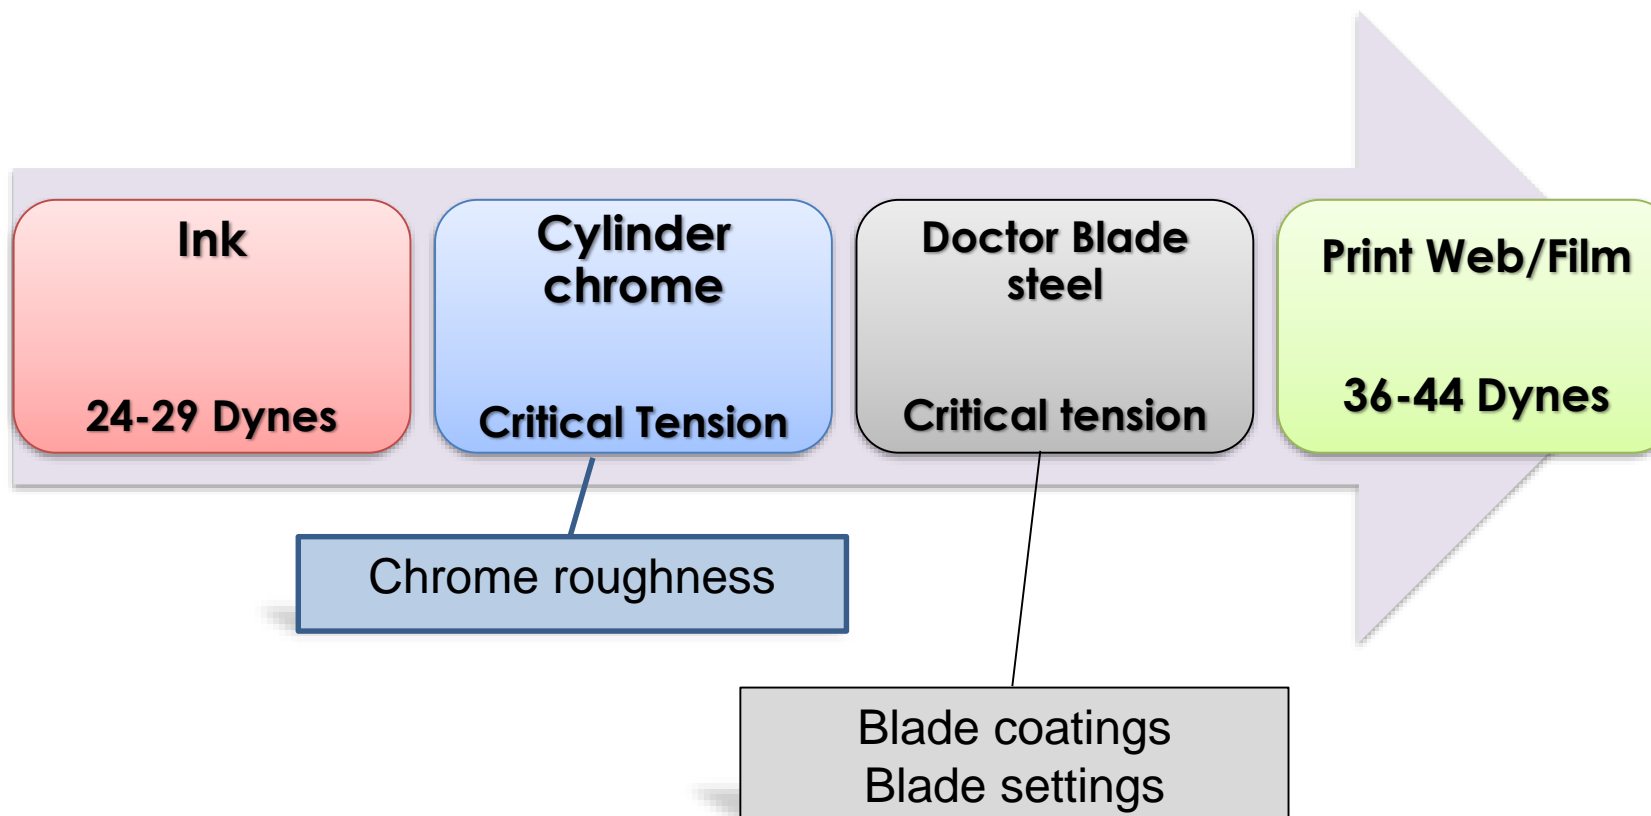 Ink
24-29 Dynes
Cylinder
chrome
Critical Tension
Doctor Blade
steel
Critical tension
Print Web/Film
36-44 Dynes
Chrome roughness
Blade coatings
Blade settings